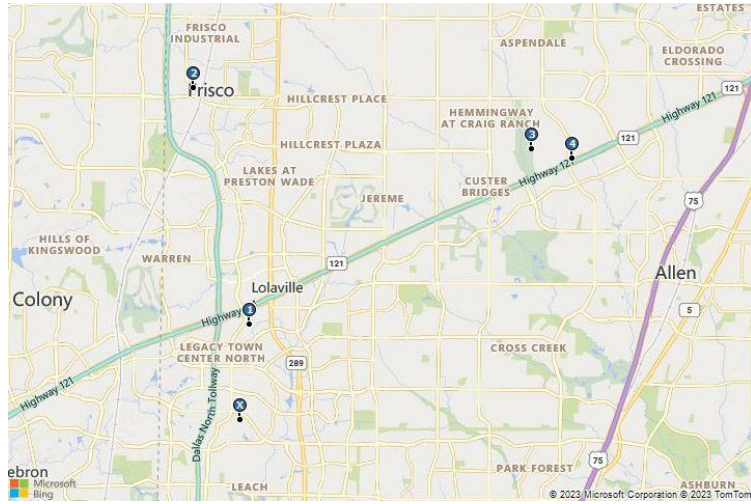 ESTATES
FRISCO
INDUSTRIAL
ASPENDALE
ELDORADO
CROSSING
2
Frisco
121
HILLCREST PLACE
Highway 121
HEMMINGWAY
AT CRAIG RANCH
3
121
HILLCREST PLAZA
4
LAKES AT
PRESTON WADE
Highway 121
CUSTER
BRIDGES
JEREME
75
HILLS OF
KINGSWOOD
WARREN
121
Allen
Colony
Lolaville
1
Highway
5
LEGACY TOWN
CENTER NORTH
CROSS CREEK
289
Highway 121
X
Dallas North Tollway
75
ebron
PARK FOREST
Microsoft
Bing
LEACH
ASHBURN
© 2023 Microsoft Corporation © 2023 TomTom